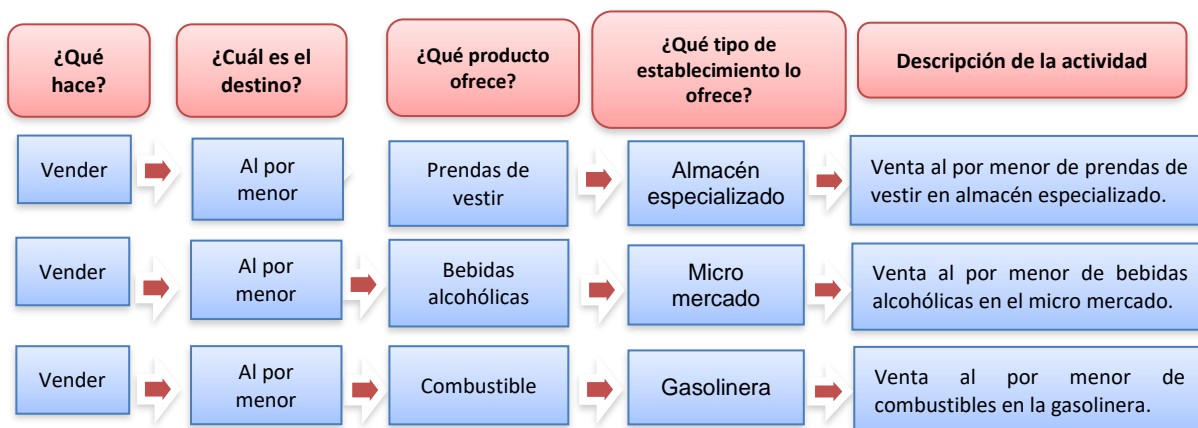 ¿Qué
hace?
¿Cuál es el
destino?
¿Qué producto
ofrece?
¿Qué tipo de
establecimiento lo
ofrece?
Descripción de la actividad
Vender
Al por
menor
Prendas de
vestir
Almacén
especializado
Venta al por menor de prendas de
vestir en almacén especializado.
Vender
Al por
menor
Bebidas
alcohólicas
Micro
mercado
Venta al por menor de bebidas
alcohólicas en el micro mercado.
Vender
Al por
menor
Combustible
Gasolinera
Venta al por menor de
combustibles en la gasolinera.